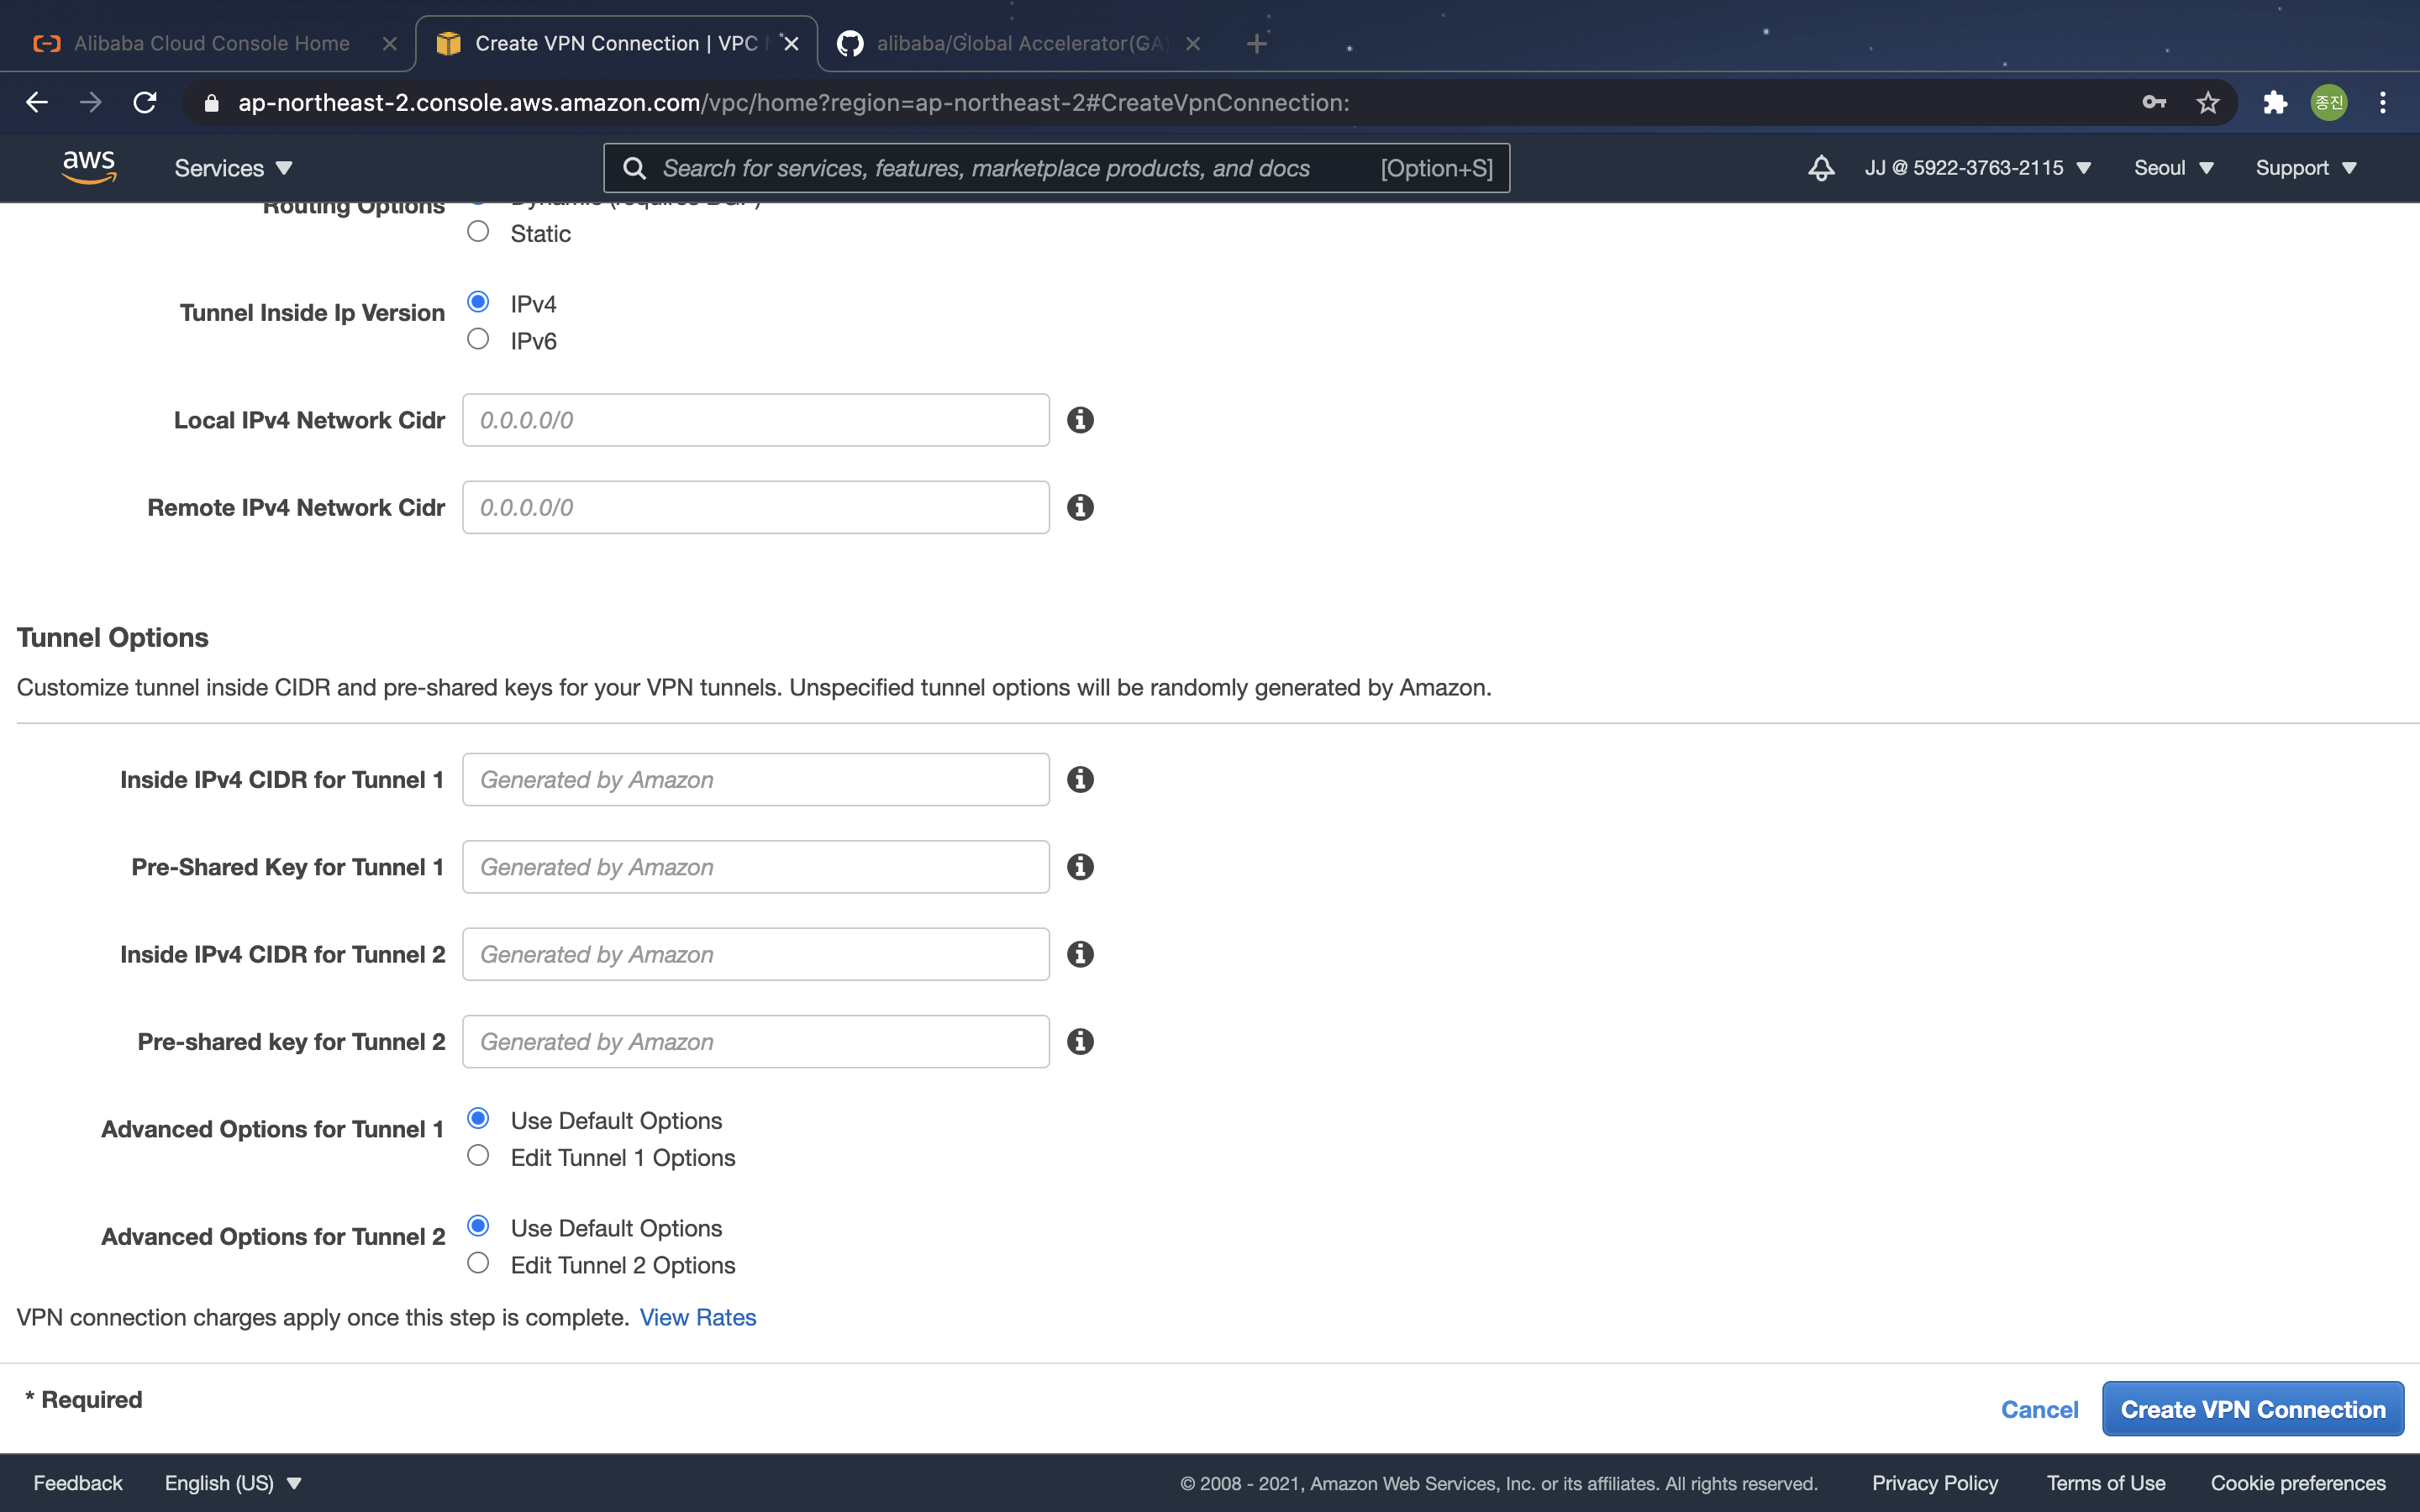 Alibaba Cloud Console Home
Create VPN Connection | VPC
alibaba/Global Accelerator(GA)
ap-northeast-2.console.aws.amazon.com/vpc/home?region=ap-northeast-2#CreateVpnConnection:
종진
aws
Services
Search for services, features, marketplace products, and docs [Option+S]
JJ @ 5922-3763-2115
Seoul
Support
Routing Options
Dynamic (requires BGP)
Static
Tunnel Inside Ip Version
IPv4
IPv6
Local IPv4 Network Cidr
0.0.0.0/0
Remote IPv4 Network Cidr
0.0.0.0/0
Tunnel Options
Customize tunnel inside CIDR and pre-shared keys for your VPN tunnels. Unspecified tunnel options will be randomly generated by Amazon.
Inside IPv4 CIDR for Tunnel 1
Generated by Amazon
Pre-Shared Key for Tunnel 1
Generated by Amazon
Inside IPv4 CIDR for Tunnel 2
Generated by Amazon
Pre-shared key for Tunnel 2
Generated by Amazon
Advanced Options for Tunnel 1
Use Default Options
Edit Tunnel 1 Options
Advanced Options for Tunnel 2
Use Default Options
Edit Tunnel 2 Options
VPN connection charges apply once this step is complete. View Rates
* Required
Cancel
Create VPN Connection
Feedback
English (US)
© 2008 - 2021, Amazon Web Services, Inc. or its affiliates. All rights reserved.
Privacy Policy
Terms of Use
Cookie preferences